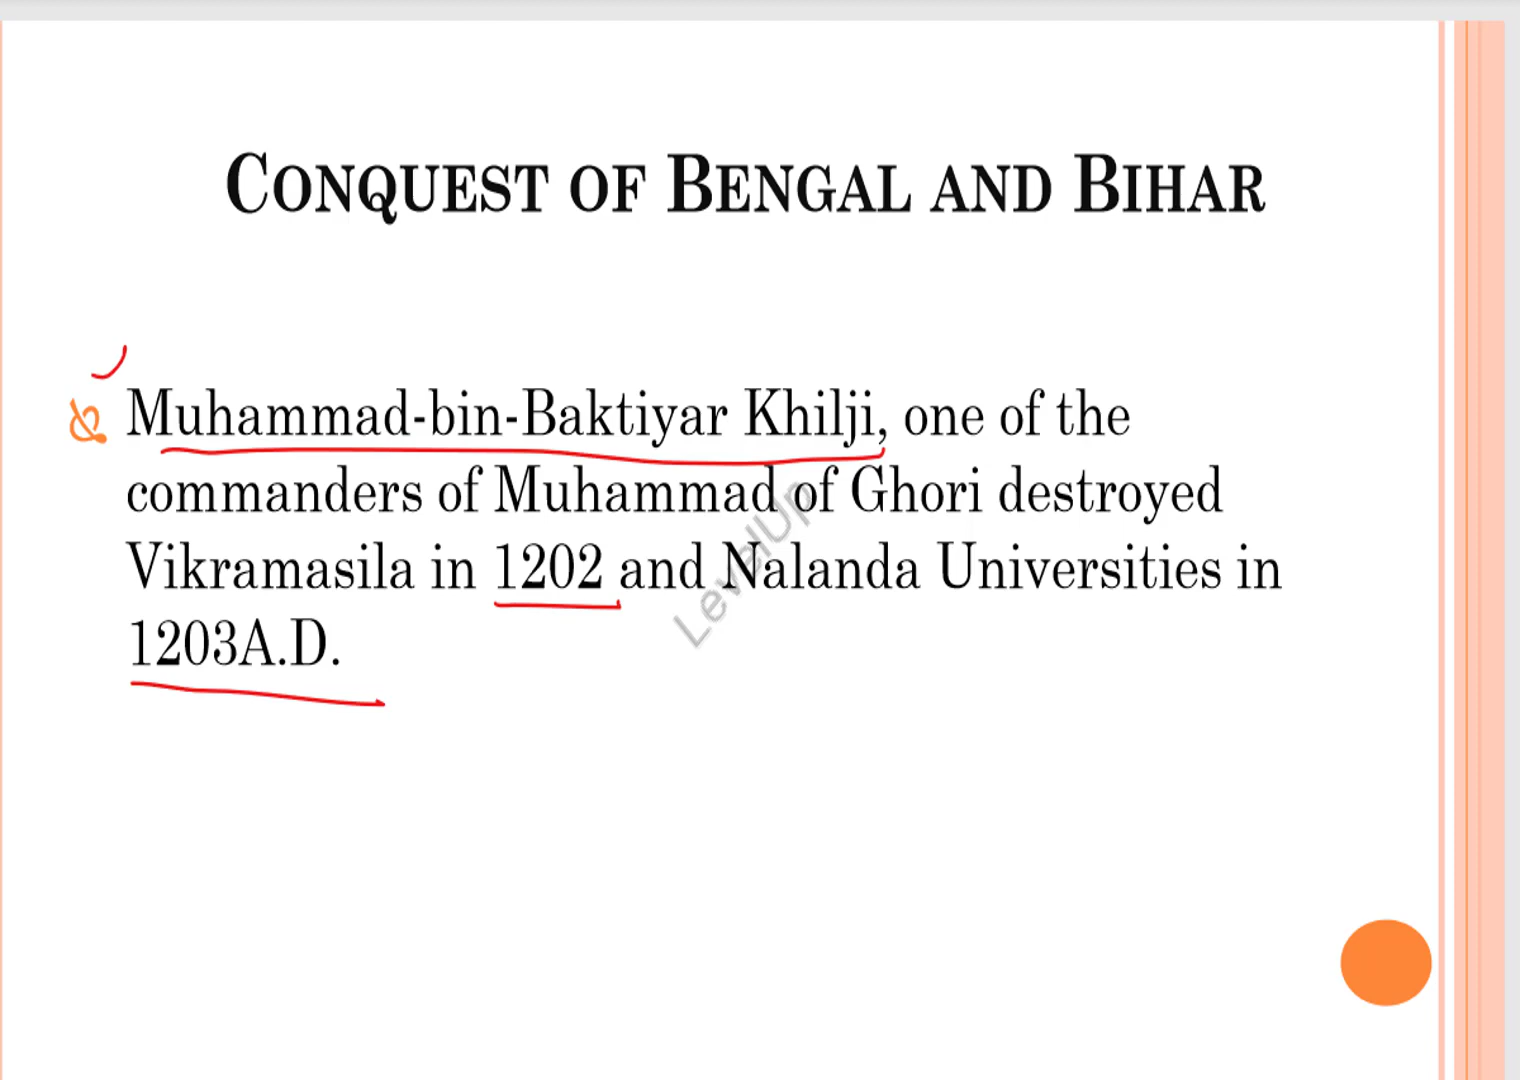 CONQUEST OF BENGAL AND BIHAR
Muhammad-bin-Baktiyar Khilji, one of the
commanders of Muhammad of Ghori destroyed
Vikramasila in 1202 and Nalanda Universities in
1203A.D.
LevelUp